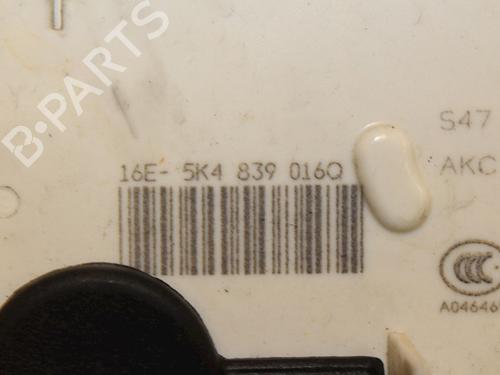 B-PARTS
S47
16E- 5K4 839 016Q
AKC
CCC
A04646